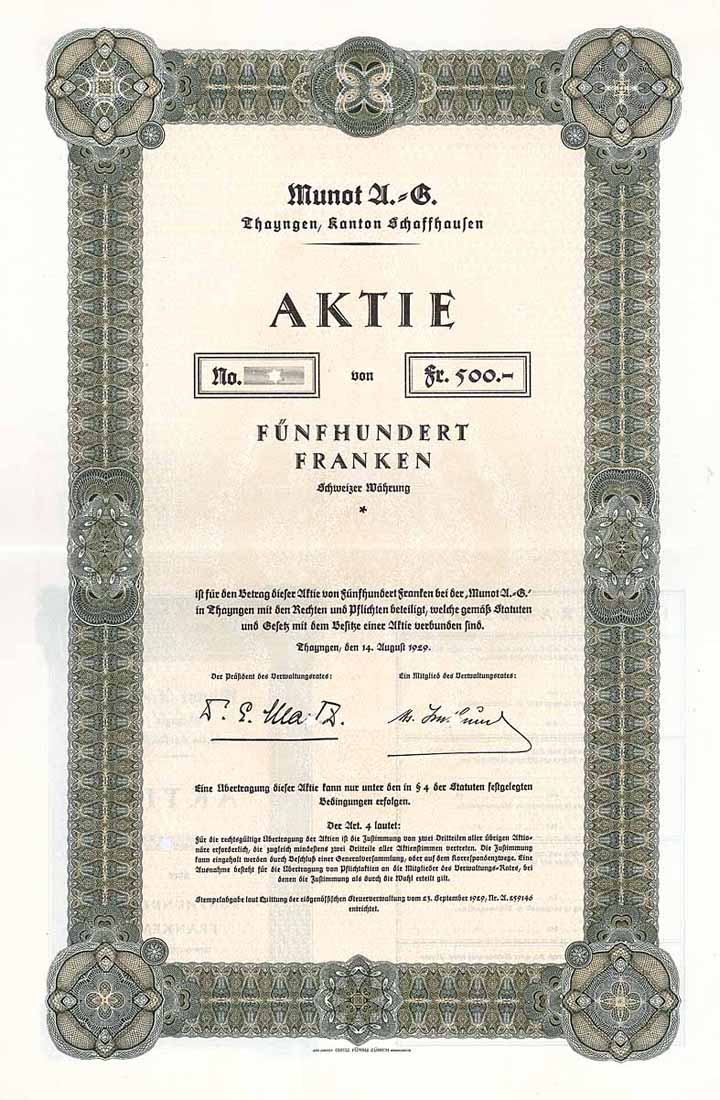 Munot A.-G.
Thayngen, Kanton Schaffhausen
AKTIE
No. von Fr. 500.-
FÜNFHUNDERT
FRANKEN
Schweizer Währung
*
ist für den Betrag dieser Aktie von Fünfhundert Franken bei der „Munot A.-G.“
in Thayngen mit den Rechten und Pflichten beteiligt, welche gemäß Statuten
und Gesetz mit dem Besitze einer Aktie verbunden sind.
Thayngen, den 14. August 1929.
Der Präsident des Verwaltungsrates: Ein Mitglied des Verwaltungsrates:
Eine Übertragung dieser Aktie kann nur unter den in § 4 der Statuten festgelegten
Bedingungen erfolgen.
Der Art. 4 lautet:
Für die rechtsgültige Übertragung der Aktien ist die Zustimmung von zwei Dritteilen aller übrigen Aktio-
näre erforderlich, die zugleich mindestens zwei Dritteile aller Aktienstimmen vertreten. Die Zustimmung
kann eingeholt werden durch Beschluß einer Generalversammlung, oder auf dem Korrespondenzwege. Eine
Ausnahme besteht für die Übertragung von Pflichtaktien an die Mitglieder des Verwaltungs-Rates, bei
denen die Zustimmung als durch die Wahl erteilt gilt.
Stempelabgabe laut Quittung der eidgenössischen Steuerverwaltung vom 23. September 1929, Nr. A. 259146
entrichtet.